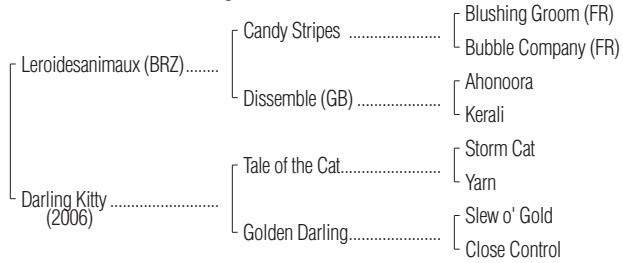 Blushing Groom (FR)
Candy Stripes ....................
Bubble Company (FR)
Leroidesanimaux (BRZ)........
Ahonoora
Dissemble (GB) ..................
Kerali
Storm Cat
Tale of the Cat......................
Yarn
Darling Kitty .......................
(2006)
Slew o' Gold
Golden Darling....................
Close Control